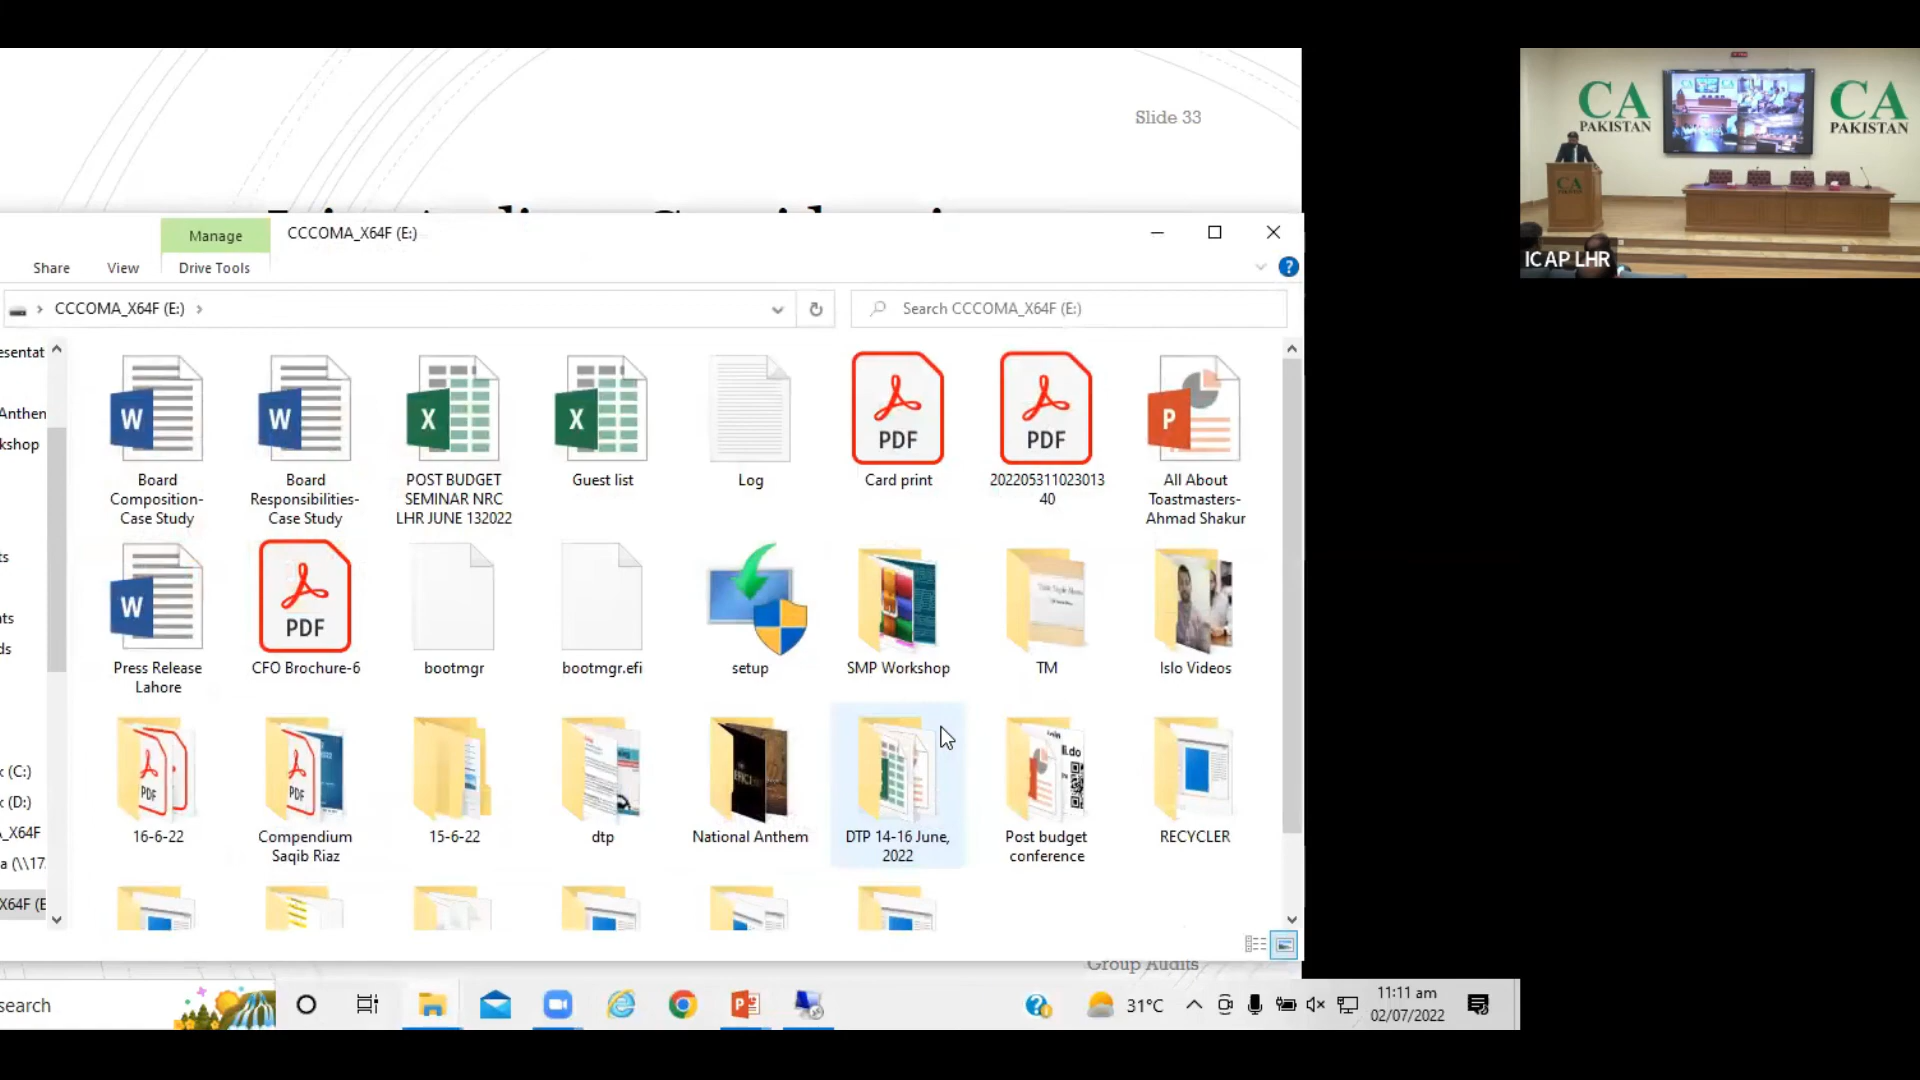 Slide 33
Manage
CCCOMA_X64F (E:)
Share
View
Drive Tools
CCCOMA_X64F (E:)
Search CCCOMA_X64F (E:)
Board
Composition-
Case Study
Board
Responsibilities-
Case Study
POST BUDGET
SEMINAR NRC
LHR JUNE 132022
Guest list
Log
PDF
Card print
PDF
202205311023013
40
All About
Toastmasters-
Ahmad Shakur
Press Release
Lahore
PDF
CFO Brochure-6
bootmgr
bootmgr.efi
setup
SMP Workshop
TM
Islo Videos
PDF
16-6-22
PDF
Compendium
Saqib Riaz
15-6-22
dtp
National Anthem
DTP 14-16 June,
2022
Post budget
conference
RECYCLER
esentat
Anthen
kshop
ts
nts
ds
(C:)
(D:)
_X64F
a (\\17.
X64F (E
Group Audits
search
31°C
11:11 am
02/07/2022
CA
PAKISTAN
CA
PAKISTAN
CA
ICAP LHR